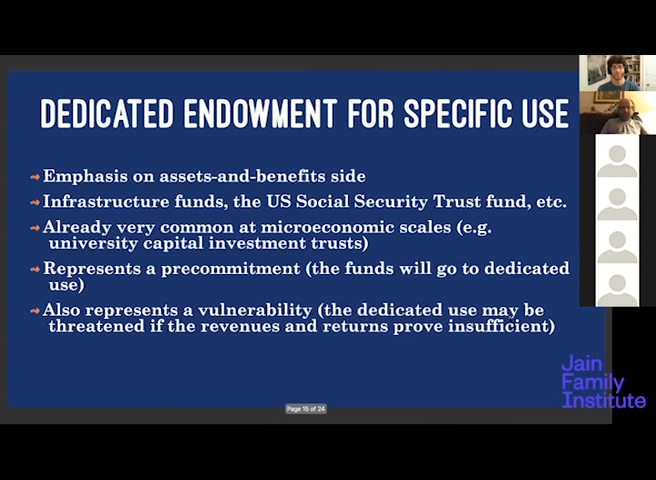 DEDICATED ENDOWMENT FOR SPECIFIC USE
Emphasis on assets-and-benefits side
Infrastructure funds, the US Social Security Trust fund, etc.
Already very common at microeconomic scales (e.g.
university capital investment trusts)
Represents a precommitment (the funds will go to dedicated
use)
Also represents a vulnerability (the dedicated use may be
threatened if the revenues and returns prove insufficient)
Jain
Family
Institute
Page 15 of 24